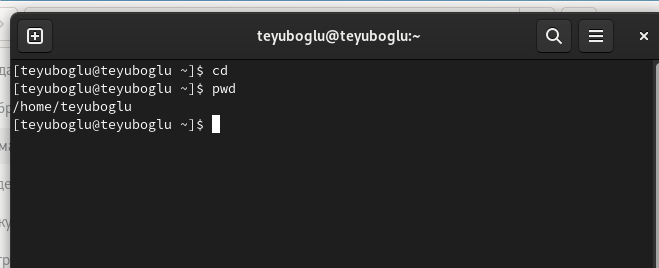 teyuboglu@teyuboglu:~
[teyuboglu@teyuboglu ~]$ cd
[teyuboglu@teyuboglu ~]$ pwd
/home/teyuboglu
[teyuboglu@teyuboglu ~]$